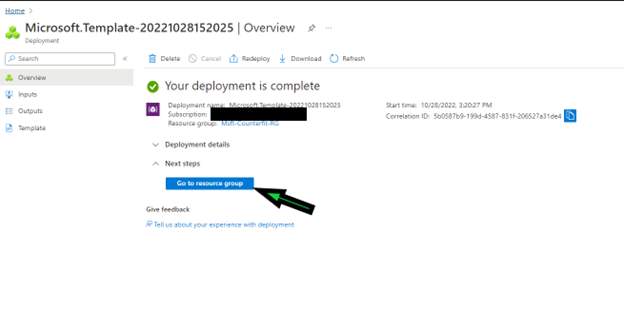 Home >
Microsoft.Template-20221028152025 | Overview ...
Deployment
Search «
Delete Cancel Redeploy Download Refresh
Overview
Inputs
Outputs
Template
Your deployment is complete
Deployment name: Microsoft.Template-20221028152025
Subscription:
Resource group: Msft-Counterfit-RG
Start time: 10/28/2022, 3:20:27 PM
Correlation ID: 5b0587b9-199d-4587-831f-206527a31de4
Deployment details
Next steps
Go to resource group
Give feedback
Tell us about your experience with deployment